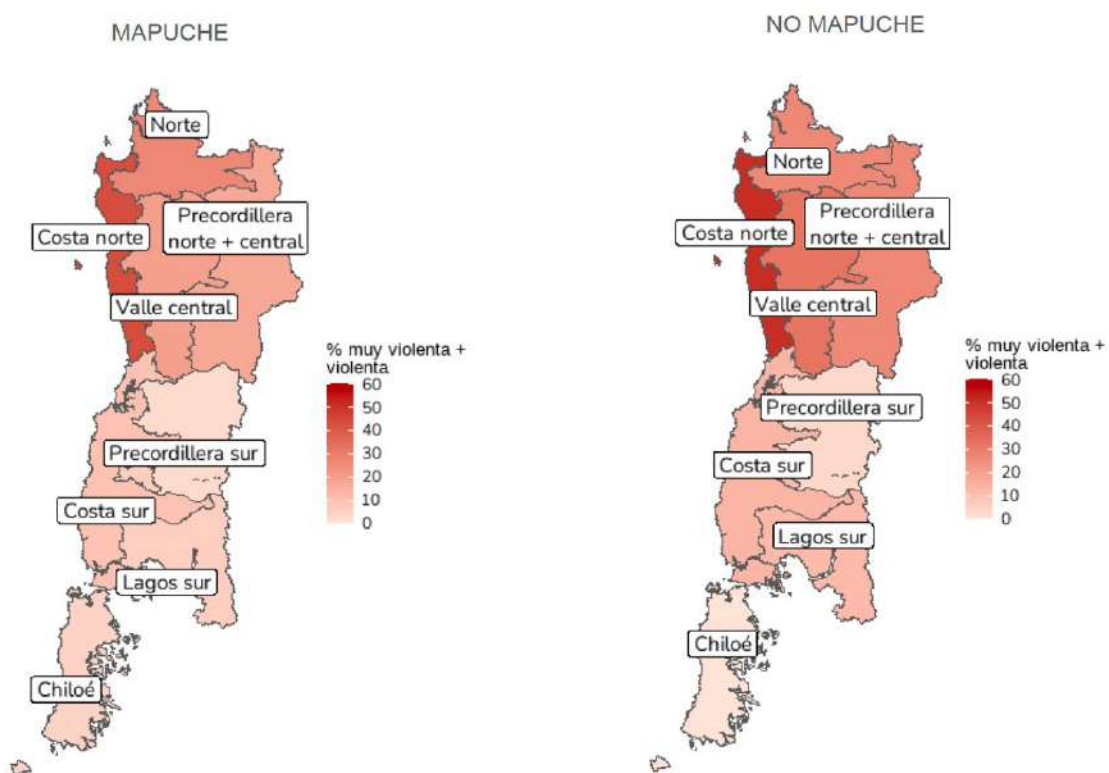 MAPUCHE
Norte
Precordillera
norte + central
Costa norte
Valle central
% muy violenta +
violenta
60
50
40
30
20
10
0
Precordillera sur
Costa sur
Lagos sur
Chiloé
NO MAPUCHE
Norte
Precordillera
norte + central
Costa norte
Valle central
% muy violenta +
violenta
60
50
40
30
20
10
0
Precordillera sur
Costa sur
Lagos sur
Chiloé